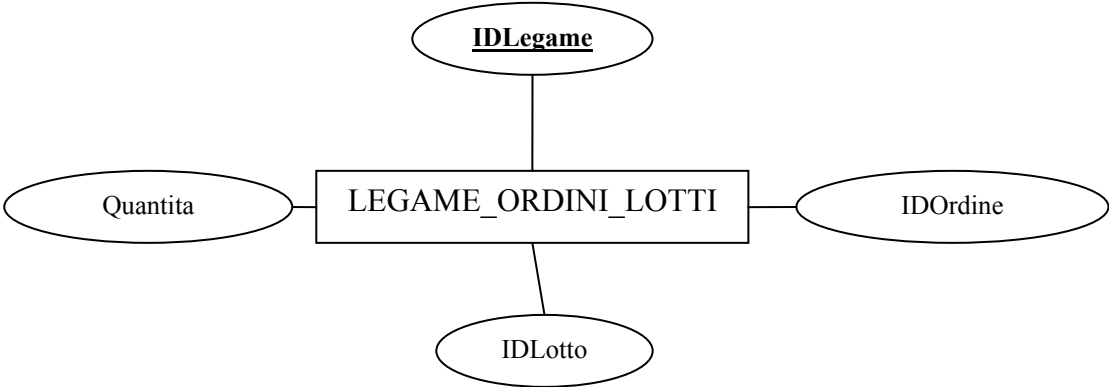 IDLegame
Quantita
LEGAME_ORDINI_LOTTI
IDOrdine
IDLotto